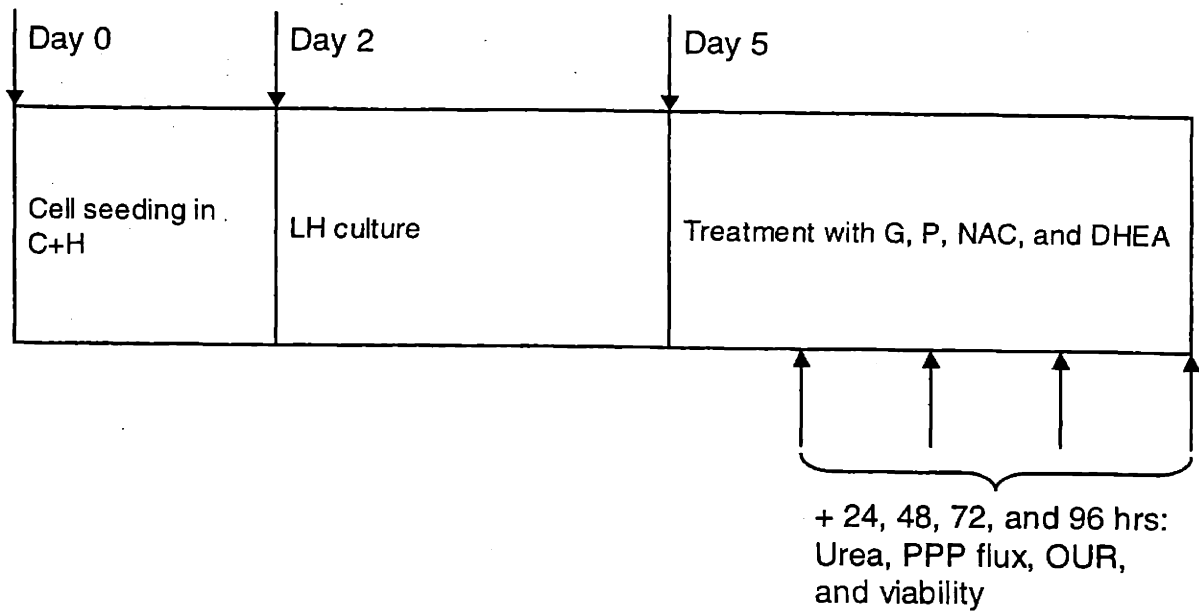 Day 0
Day 2
Day 5
Cell seeding in
C+H
LH culture
Treatment with G, P, NAC, and DHEA
+ 24, 48, 72, and 96 hrs:
Urea, PPP flux, OUR,
and viability